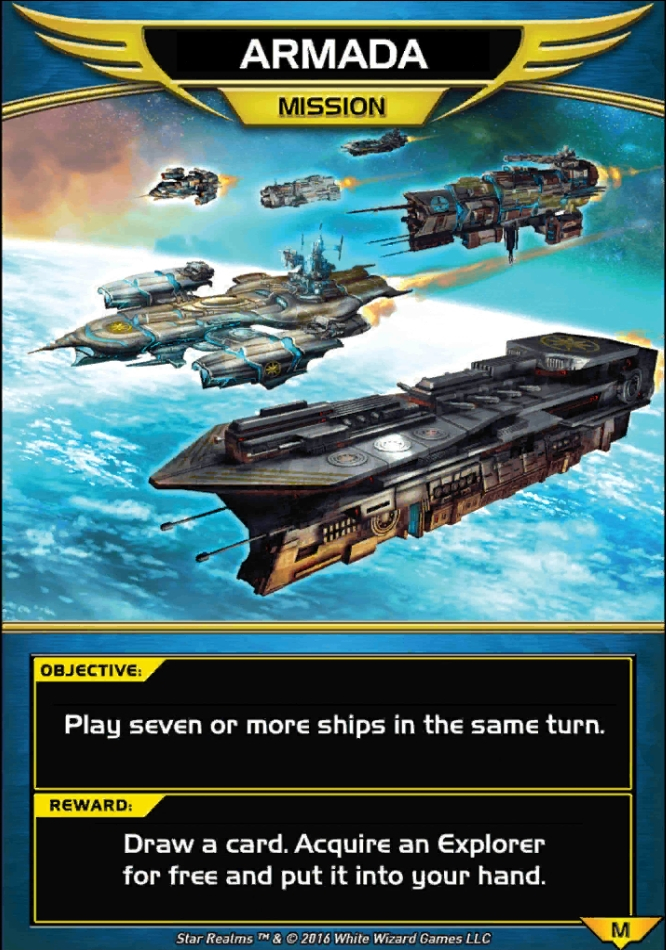 ARMADA
MISSION
OBJECTIVE:
Play seven or more ships in the same turn.
REWARD:
Draw a card. Acquire an Explorer
for free and put it into your hand.
M
Star Realms ™ & © 2016 White Wizard Games LLC